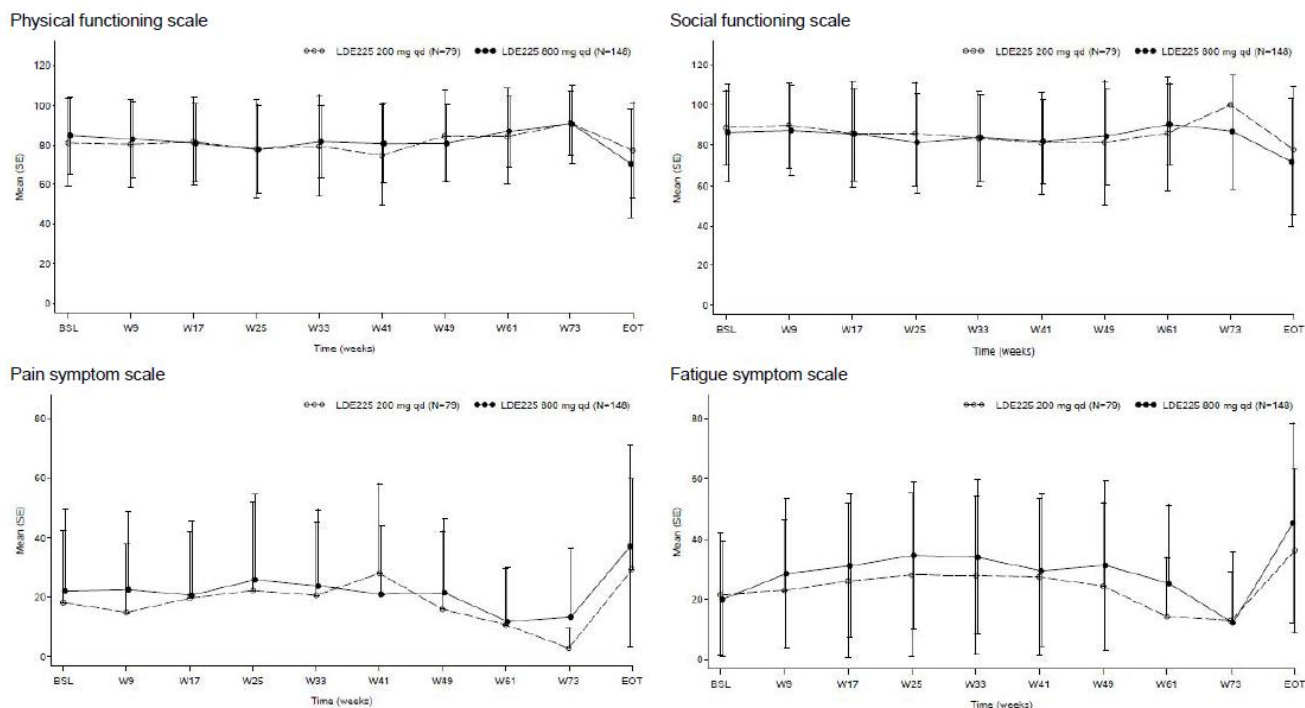 Physical functioning scale
LDE225 200 mg qd (N=79) LDE225 800 mg qd (N=148)
120
100
80
60
40
20
0
Mean (SE)
BSL W9 W17 W25 W33 W41 W49 W61 W73 EOT
Time (weeks)
Social functioning scale
LDE225 200 mg qd (N=79) LDE225 800 mg qd (N=148)
120
100
80
60
40
20
0
Mean (SE)
BSL W9 W17 W25 W33 W41 W49 W61 W73 EOT
Time (weeks)
Pain symptom scale
LDE225 200 mg qd (N=79) LDE225 800 mg qd (N=148)
80
60
40
20
0
Mean (SE)
BSL W9 W17 W25 W33 W41 W49 W61 W73 EOT
Time (weeks)
Fatigue symptom scale
LDE225 200 mg qd (N=79) LDE225 800 mg qd (N=148)
80
60
40
20
0
Mean (SE)
BSL W9 W17 W25 W33 W41 W49 W61 W73 EOT
Time (weeks)